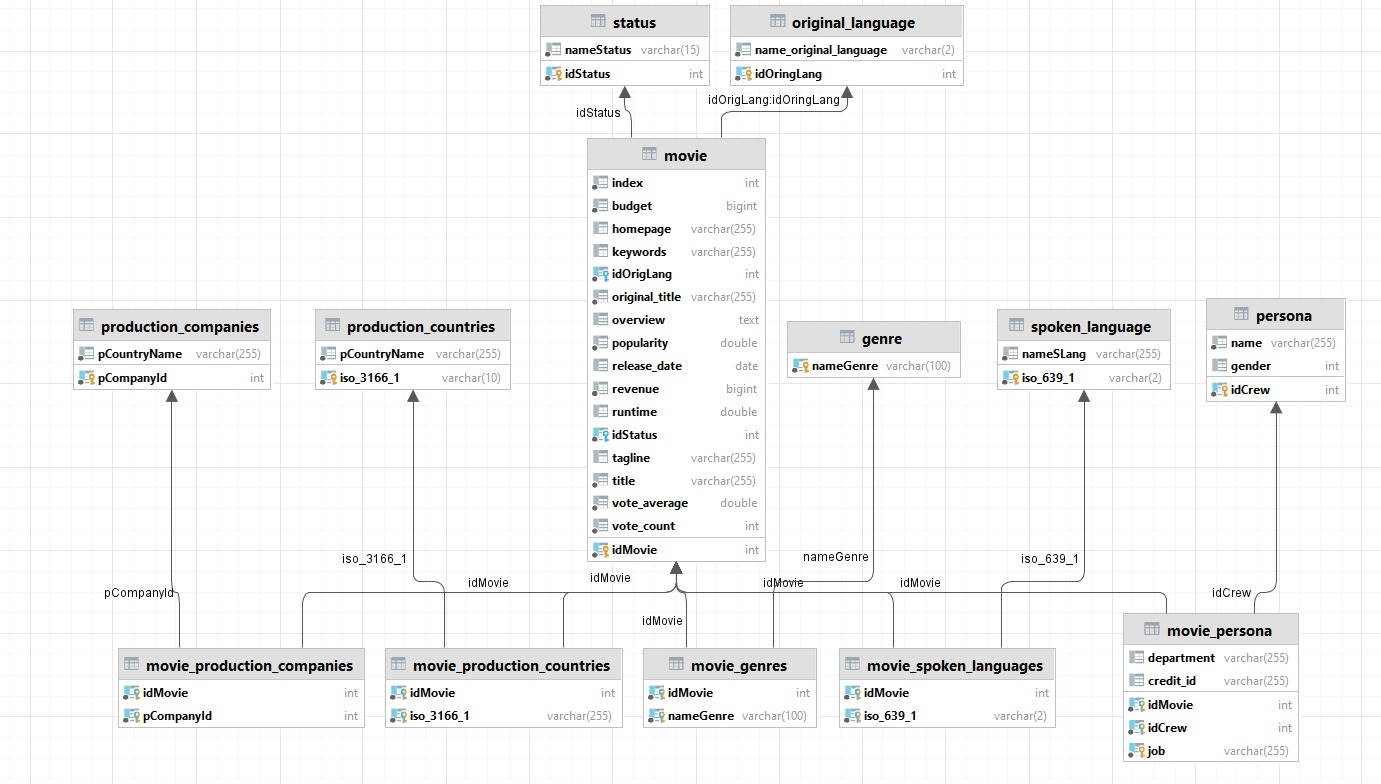 status
nameStatus varchar(15)
idStatus int
original_language
name_original_language varchar(2)
idOringLang int
idStatus
idOrigLang:idOringLang
movie
index int
budget bigint
homepage varchar(255)
keywords varchar(255)
idOrigLang int
original_title varchar(255)
overview text
popularity double
release_date date
revenue bigint
runtime double
idStatus int
tagline varchar(255)
title varchar(255)
vote_average double
vote_count int
idMovie int
production_companies
pCountryName varchar(255)
pCompanyId int
production_countries
pCountryName varchar(255)
iso_3166_1 varchar(10)
genre
nameGenre varchar(100)
spoken_language
nameSLang varchar(255)
iso_639_1 varchar(2)
persona
name varchar(255)
gender int
idCrew int
iso_3166_1
nameGenre
iso_639_1
pCompanyId
idMovie
idMovie
idMovie
idMovie
idCrew
idMovie
movie_production_companies
idMovie int
pCompanyId int
movie_production_countries
idMovie int
iso_3166_1 varchar(255)
movie_genres
idMovie int
nameGenre varchar(100)
movie_spoken_languages
idMovie int
iso_639_1 varchar(2)
movie_persona
department varchar(255)
credit_id varchar(255)
idMovie int
idCrew int
job varchar(255)